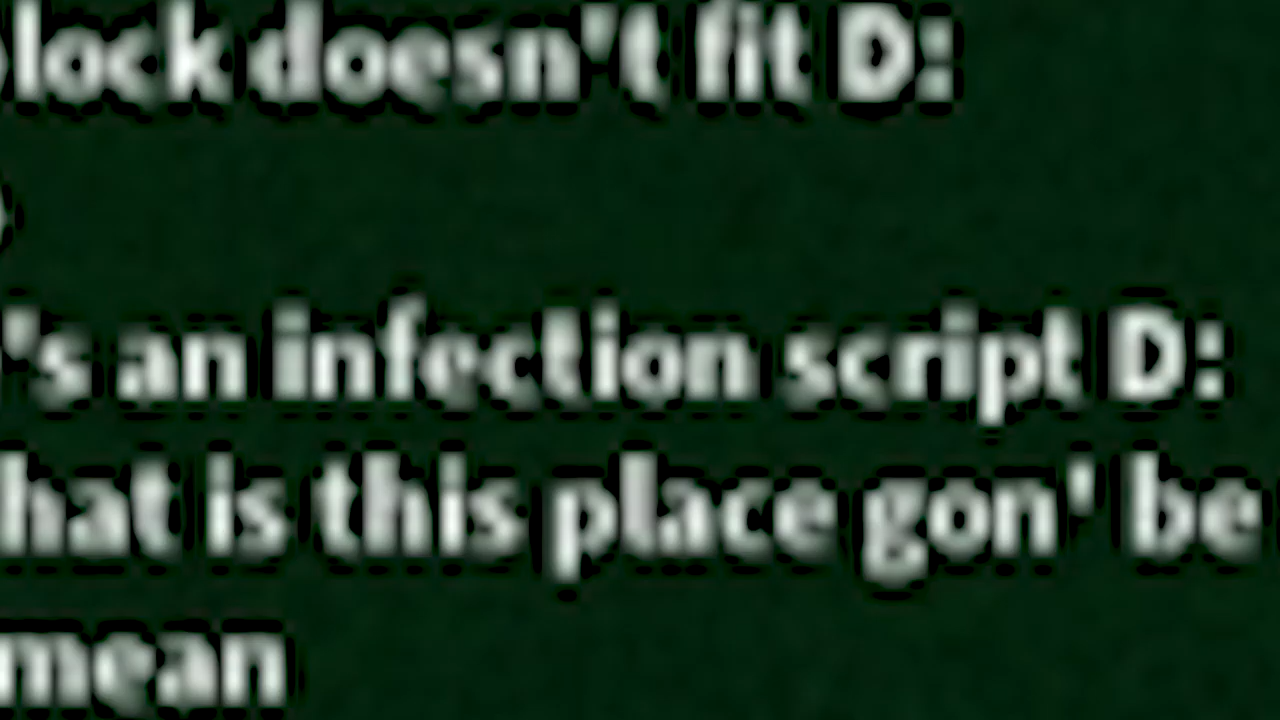 lock doesn't fit D:
's an infection script D:
hat is this place gon' be
mean